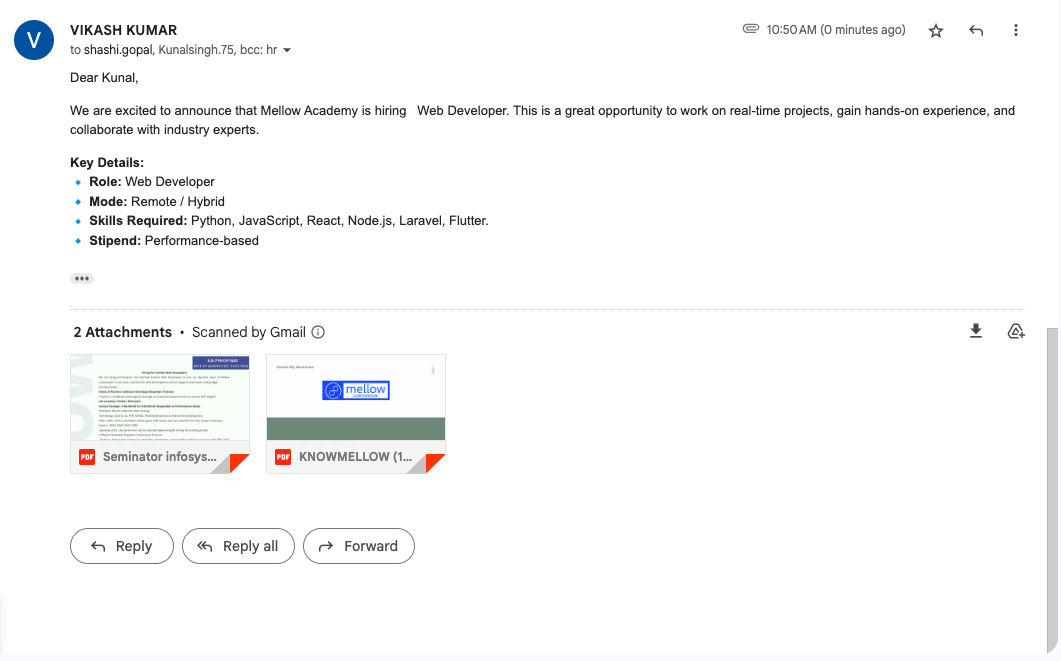 VIKASH KUMAR
10:50 AM (0 minutes ago)
V
to shashi.gopal, Kunalsingh.75, bcc: hr
Dear Kunal,
We are excited to announce that Mellow Academy is hiring   Web Developer. This is a great opportunity to work on real-time projects, gain hands-on experience, and
collaborate with industry experts.
Key Details:
🔹 Role: Web Developer
🔹 Mode: Remote / Hybrid
🔹 Skills Required: Python, JavaScript, React, Node.js, Laravel, Flutter.
🔹 Stipend: Performance-based
2 Attachments • Scanned by Gmail
mellow
CORPORATION
PDF Seminator infosys...
PDF KNOWMELLOW (1...
Reply
Reply all
Forward